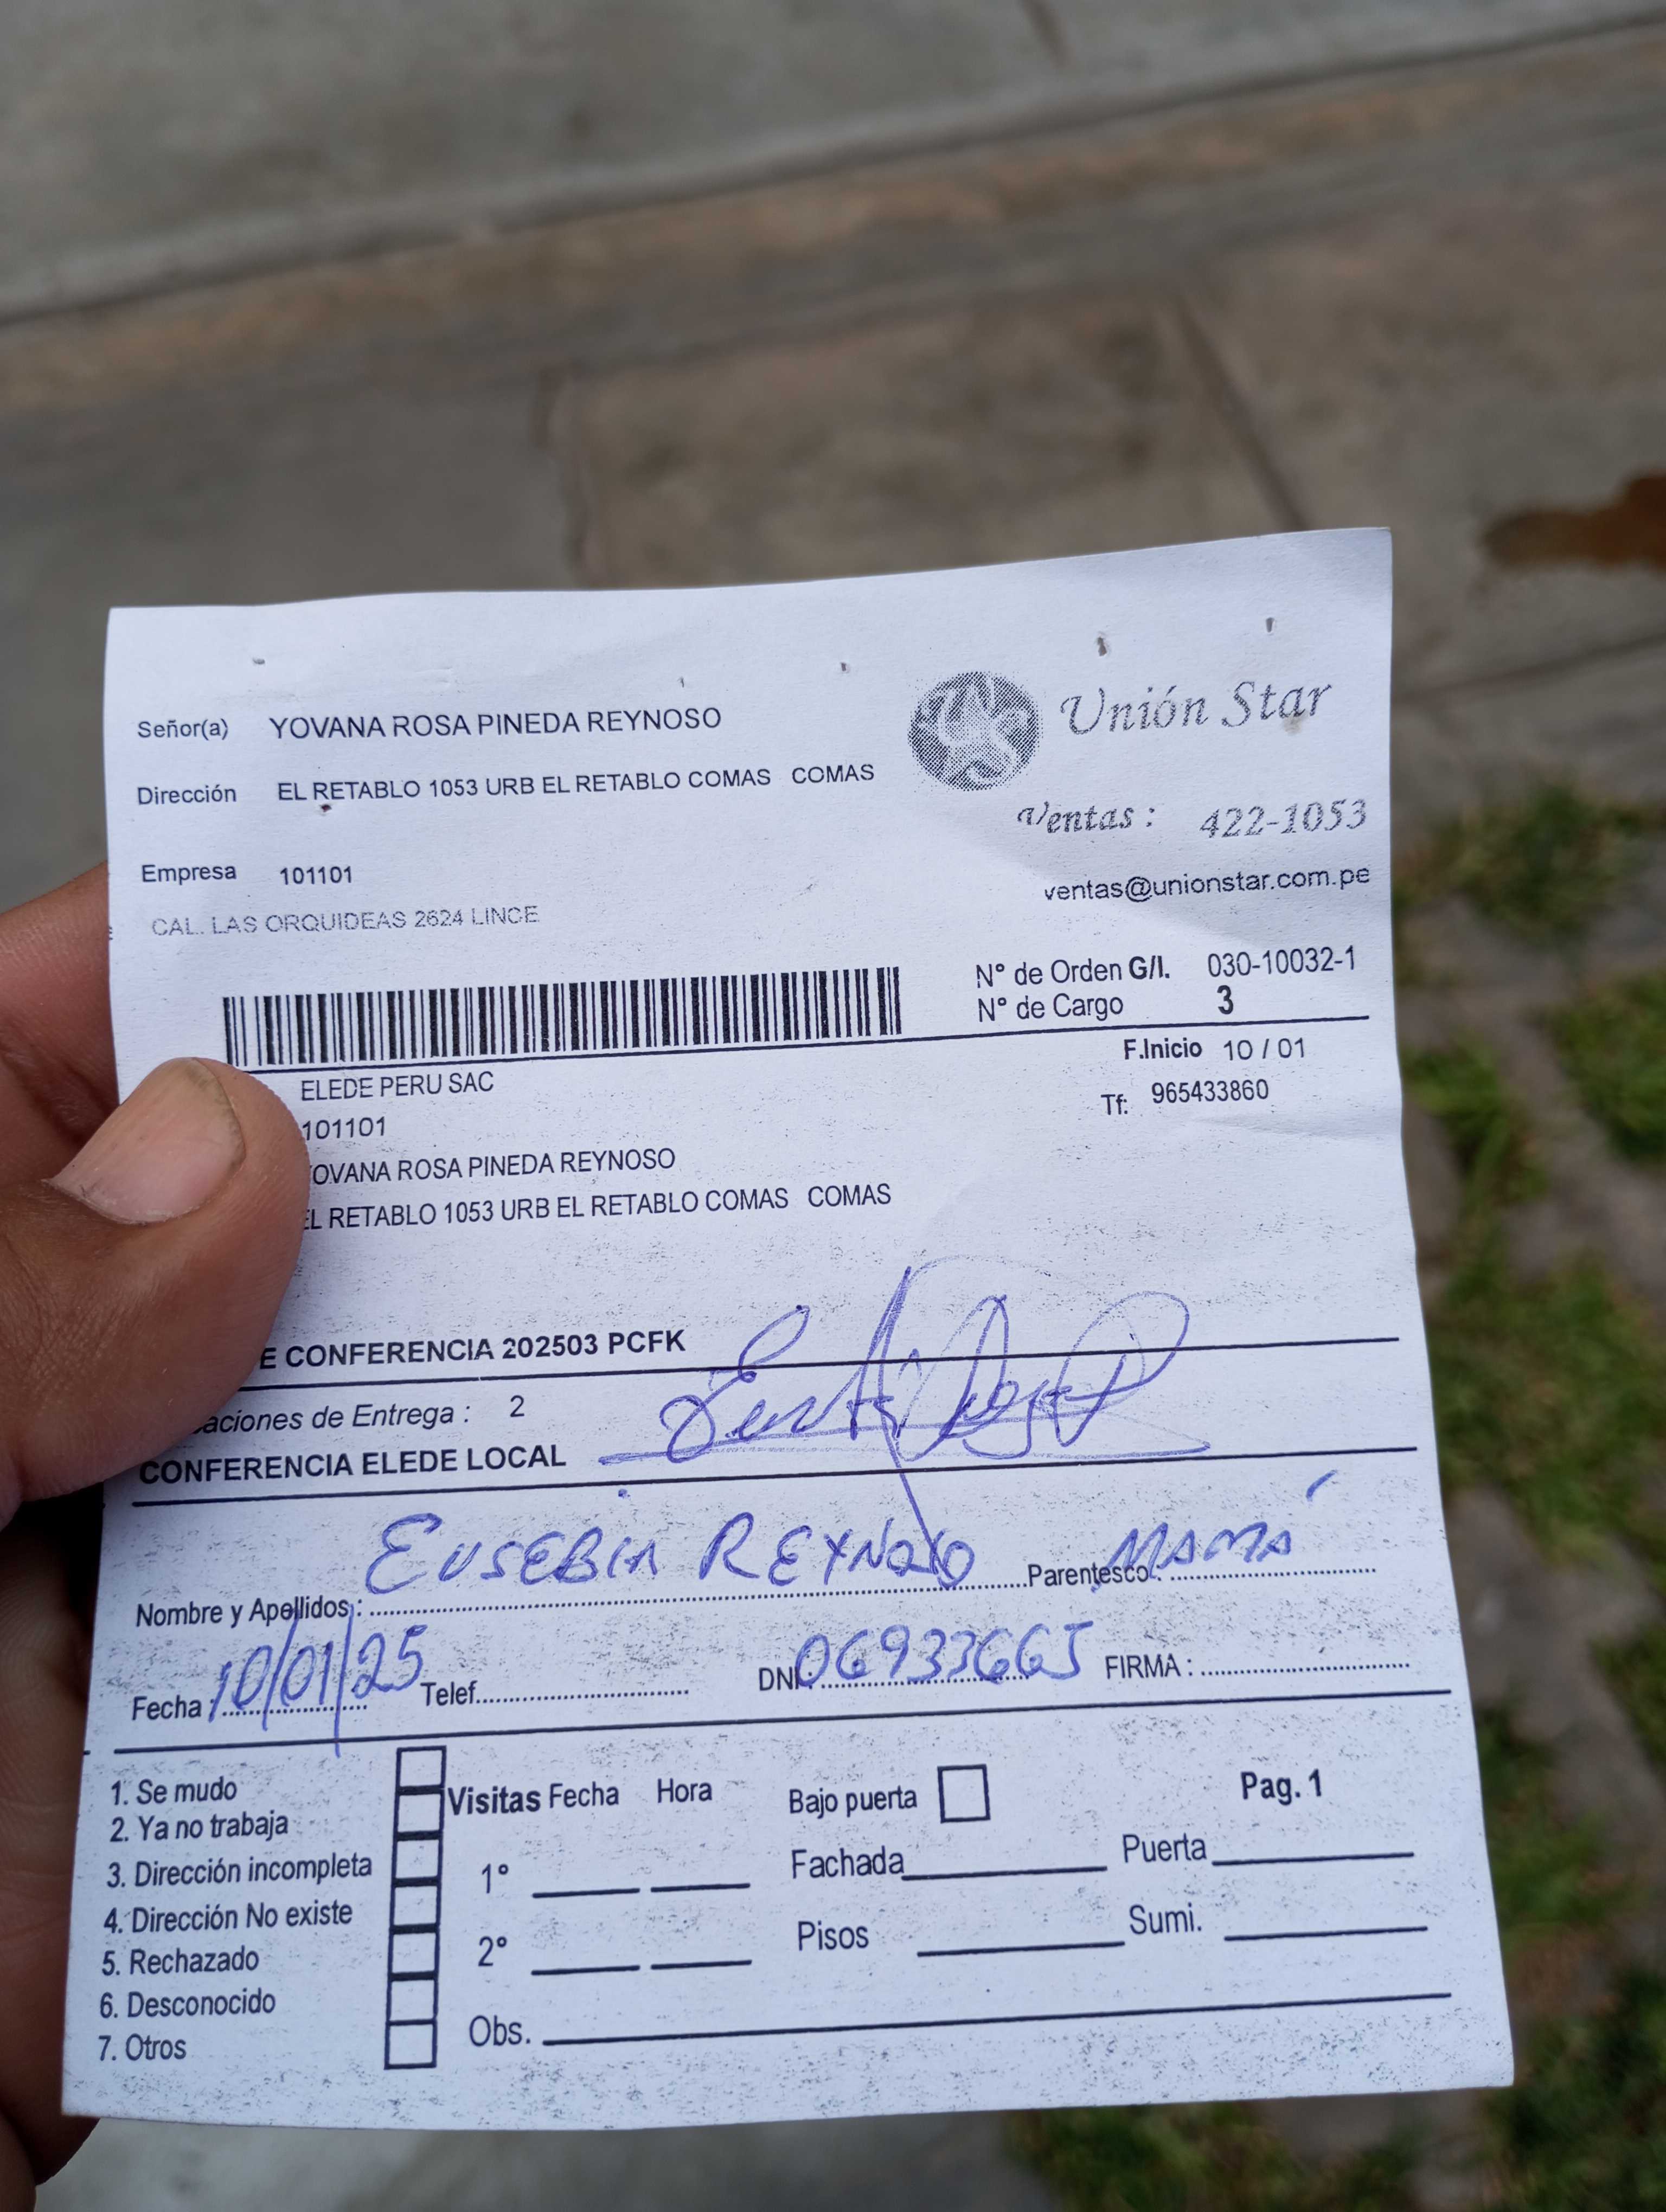 Señor(a) YOVANA ROSA PINEDA REYNOSO
Unión Star
Dirección EL RETABLO 1053 URB EL RETABLO COMAS COMAS
Ventas : 422-1053
Empresa 101101
ventas@unionstar.com.pe
CAL. LAS ORQUIDEAS 2624 LINCE
N° de Orden G/I. 030-10032-1
N° de Cargo 3
F.Inicio 10 / 01
ELEDE PERU SAC
Tf: 965433860
101101
OVANA ROSA PINEDA REYNOSO
EL RETABLO 1053 URB EL RETABLO COMAS COMAS
E CONFERENCIA 202503 PCFK
aciones de Entrega : 2
CONFERENCIA ELEDE LOCAL
Nombre y Apellidos : EUSEBIA REYNOSO Parentesco : MAMÁ
Fecha : 10/01/25 Telef. DNI : 06933665 FIRMA :
1. Se mudo
2. Ya no trabaja
3. Dirección incompleta
4. Dirección No existe
5. Rechazado
6. Desconocido
7. Otros
Visitas Fecha Hora
1°
2°
Obs.
Bajo puerta
Pag. 1
Fachada Puerta
Pisos Sumi.